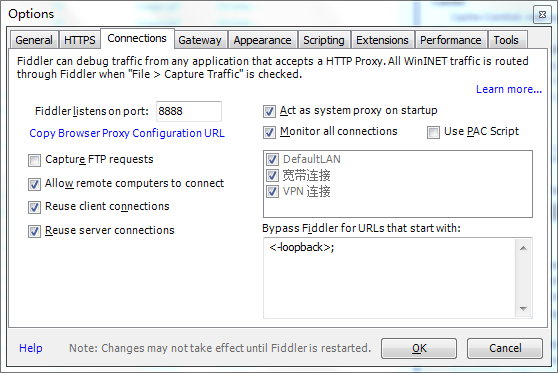 Options
General HTTPS Connections Gateway Appearance Scripting Extensions Performance Tools
Fiddler can debug traffic from any application that accepts a HTTP Proxy. All WinINET traffic is routed
through Fiddler when "File > Capture Traffic" is checked.
Learn more...
Fiddler listens on port: 8888
Copy Browser Proxy Configuration URL
Capture FTP requests
Allow remote computers to connect
Reuse client connections
Reuse server connections
Act as system proxy on startup
Monitor all connections Use PAC Script
DefaultLAN
宽带连接
VPN 连接
Bypass Fiddler for URLs that start with:
<-loopback>;
Help Note: Changes may not take effect until Fiddler is restarted. OK Cancel